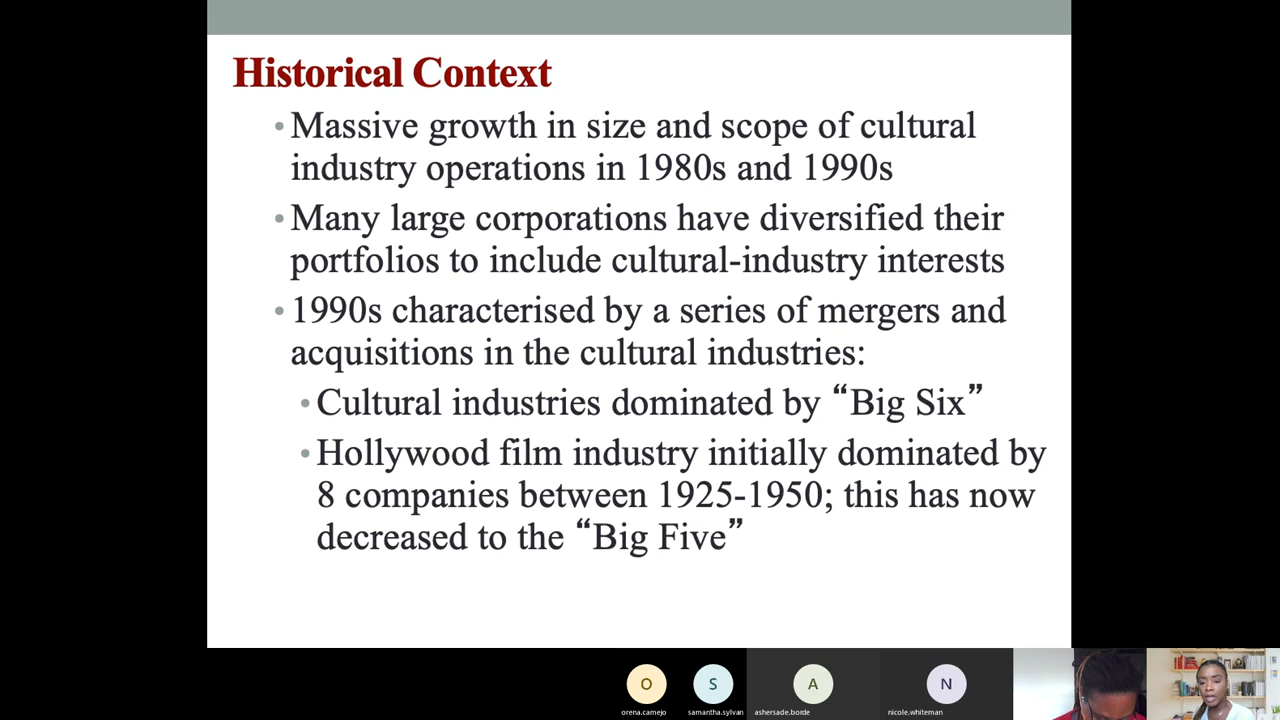 Historical Context
• Massive growth in size and scope of cultural
industry operations in 1980s and 1990s
• Many large corporations have diversified their
portfolios to include cultural-industry interests
• 1990s characterised by a series of mergers and
acquisitions in the cultural industries:
• Cultural industries dominated by “Big Six”
• Hollywood film industry initially dominated by
8 companies between 1925-1950; this has now
decreased to the “Big Five”
O S A N
orena.camejo samantha.sylvan ashersade.borde nicole.whiteman